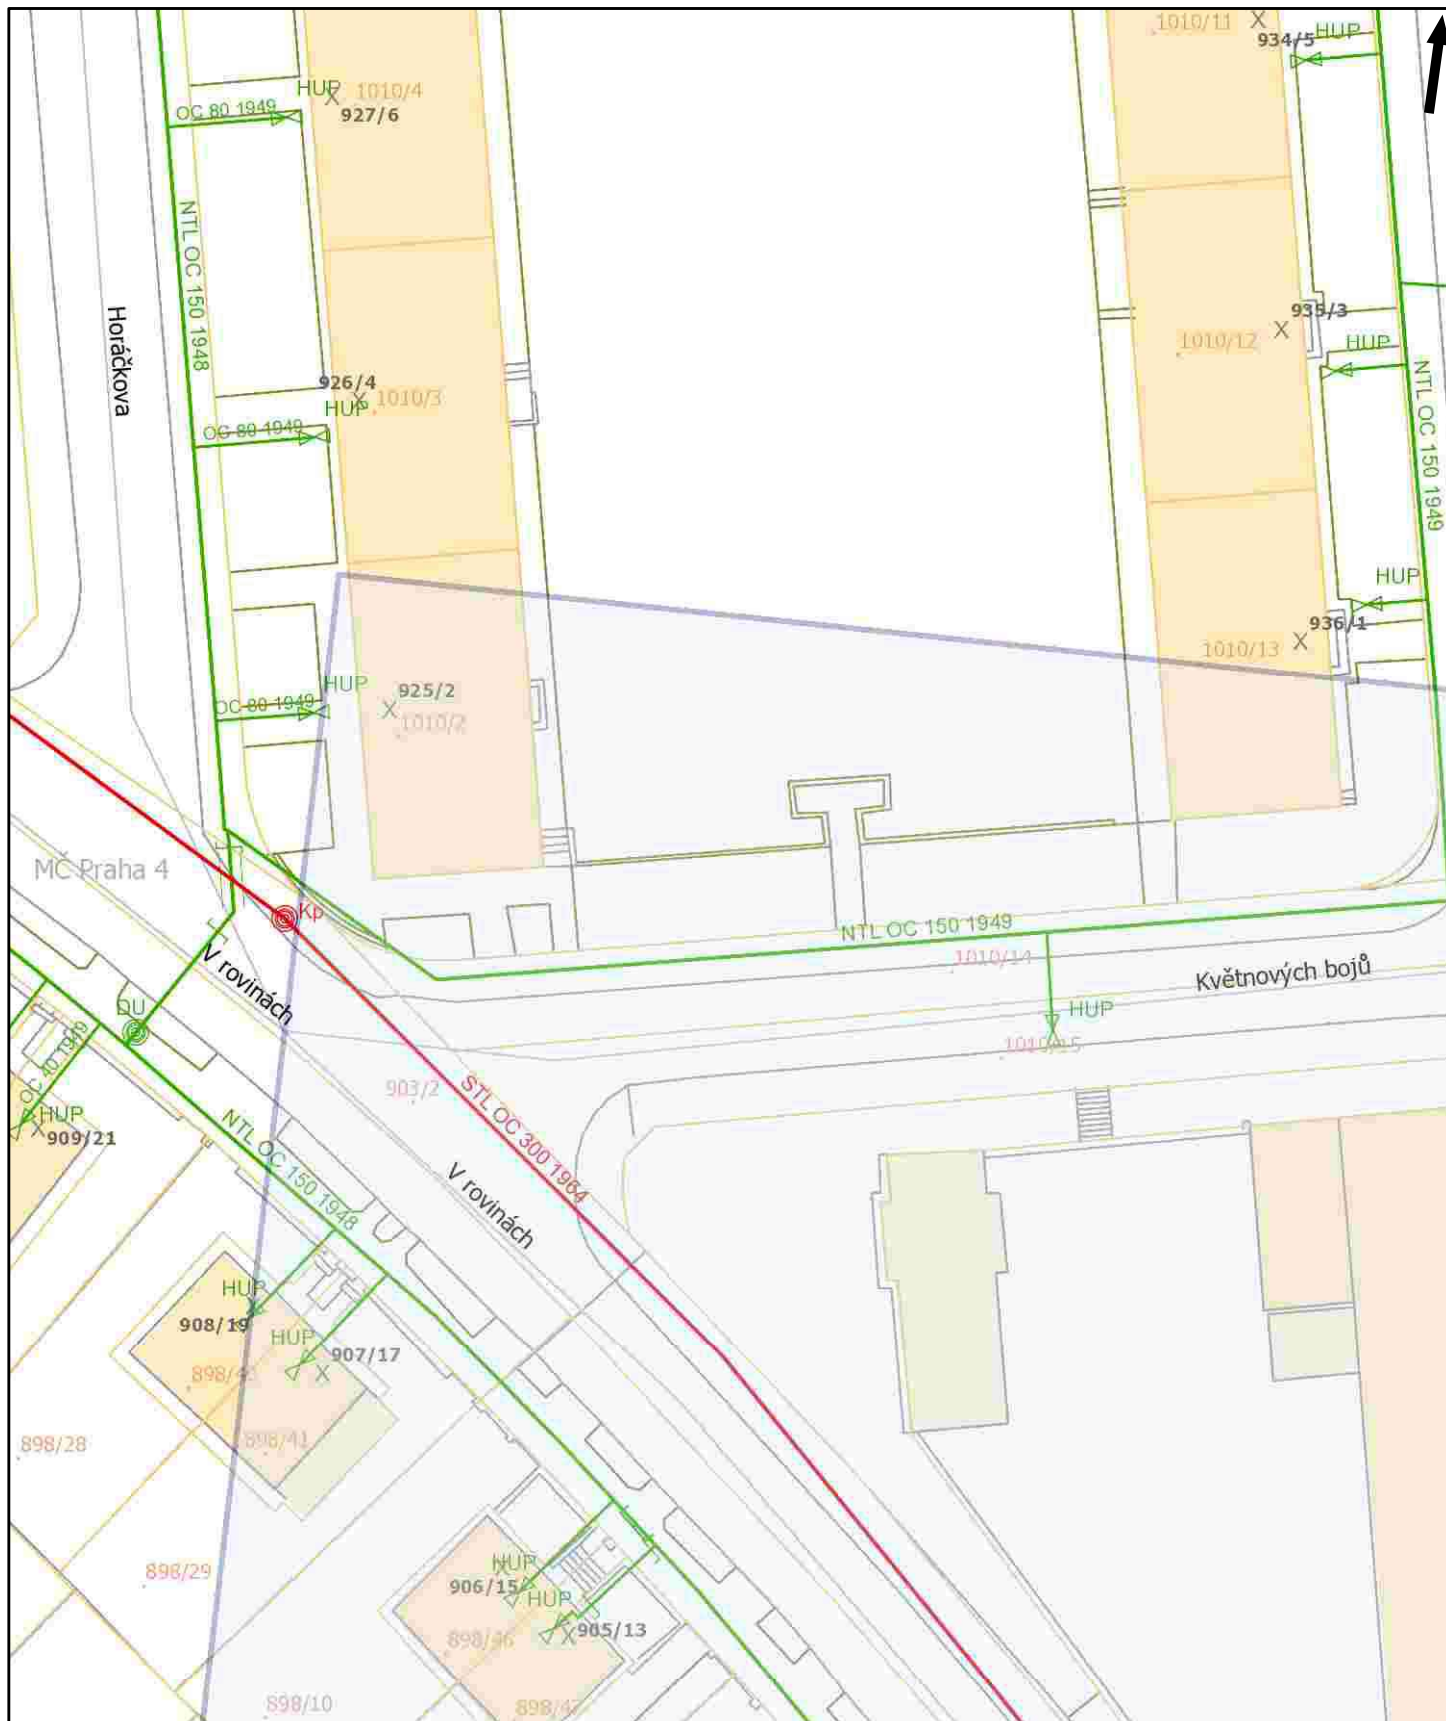 1010/11
HUP
934/5
HUP
1010/4
OC 80 1949
927/6
NTL OC 150 1948
Horáčkova
935/3
1010/12
HUP
926/4
HUP
1010/3
OC 80 1949
NTL OC 150 1949
HUP
936/1
1010/13
HUP
925/2
OC 80 1949
1010/2
MČ Praha 4
Kp
NTL OC 150 1949
1010/14
Květnových bojů
V rovinách
DU
HUP
1010/15
OC 40 1949
903/2
STL OC 300 1964
HUP
909/21
NTL OC 150 1948
V rovinách
HUP
908/19
HUP
907/17
898/41
898/28
HUP
898/29
906/15
HUP
905/13
898/46
898/10